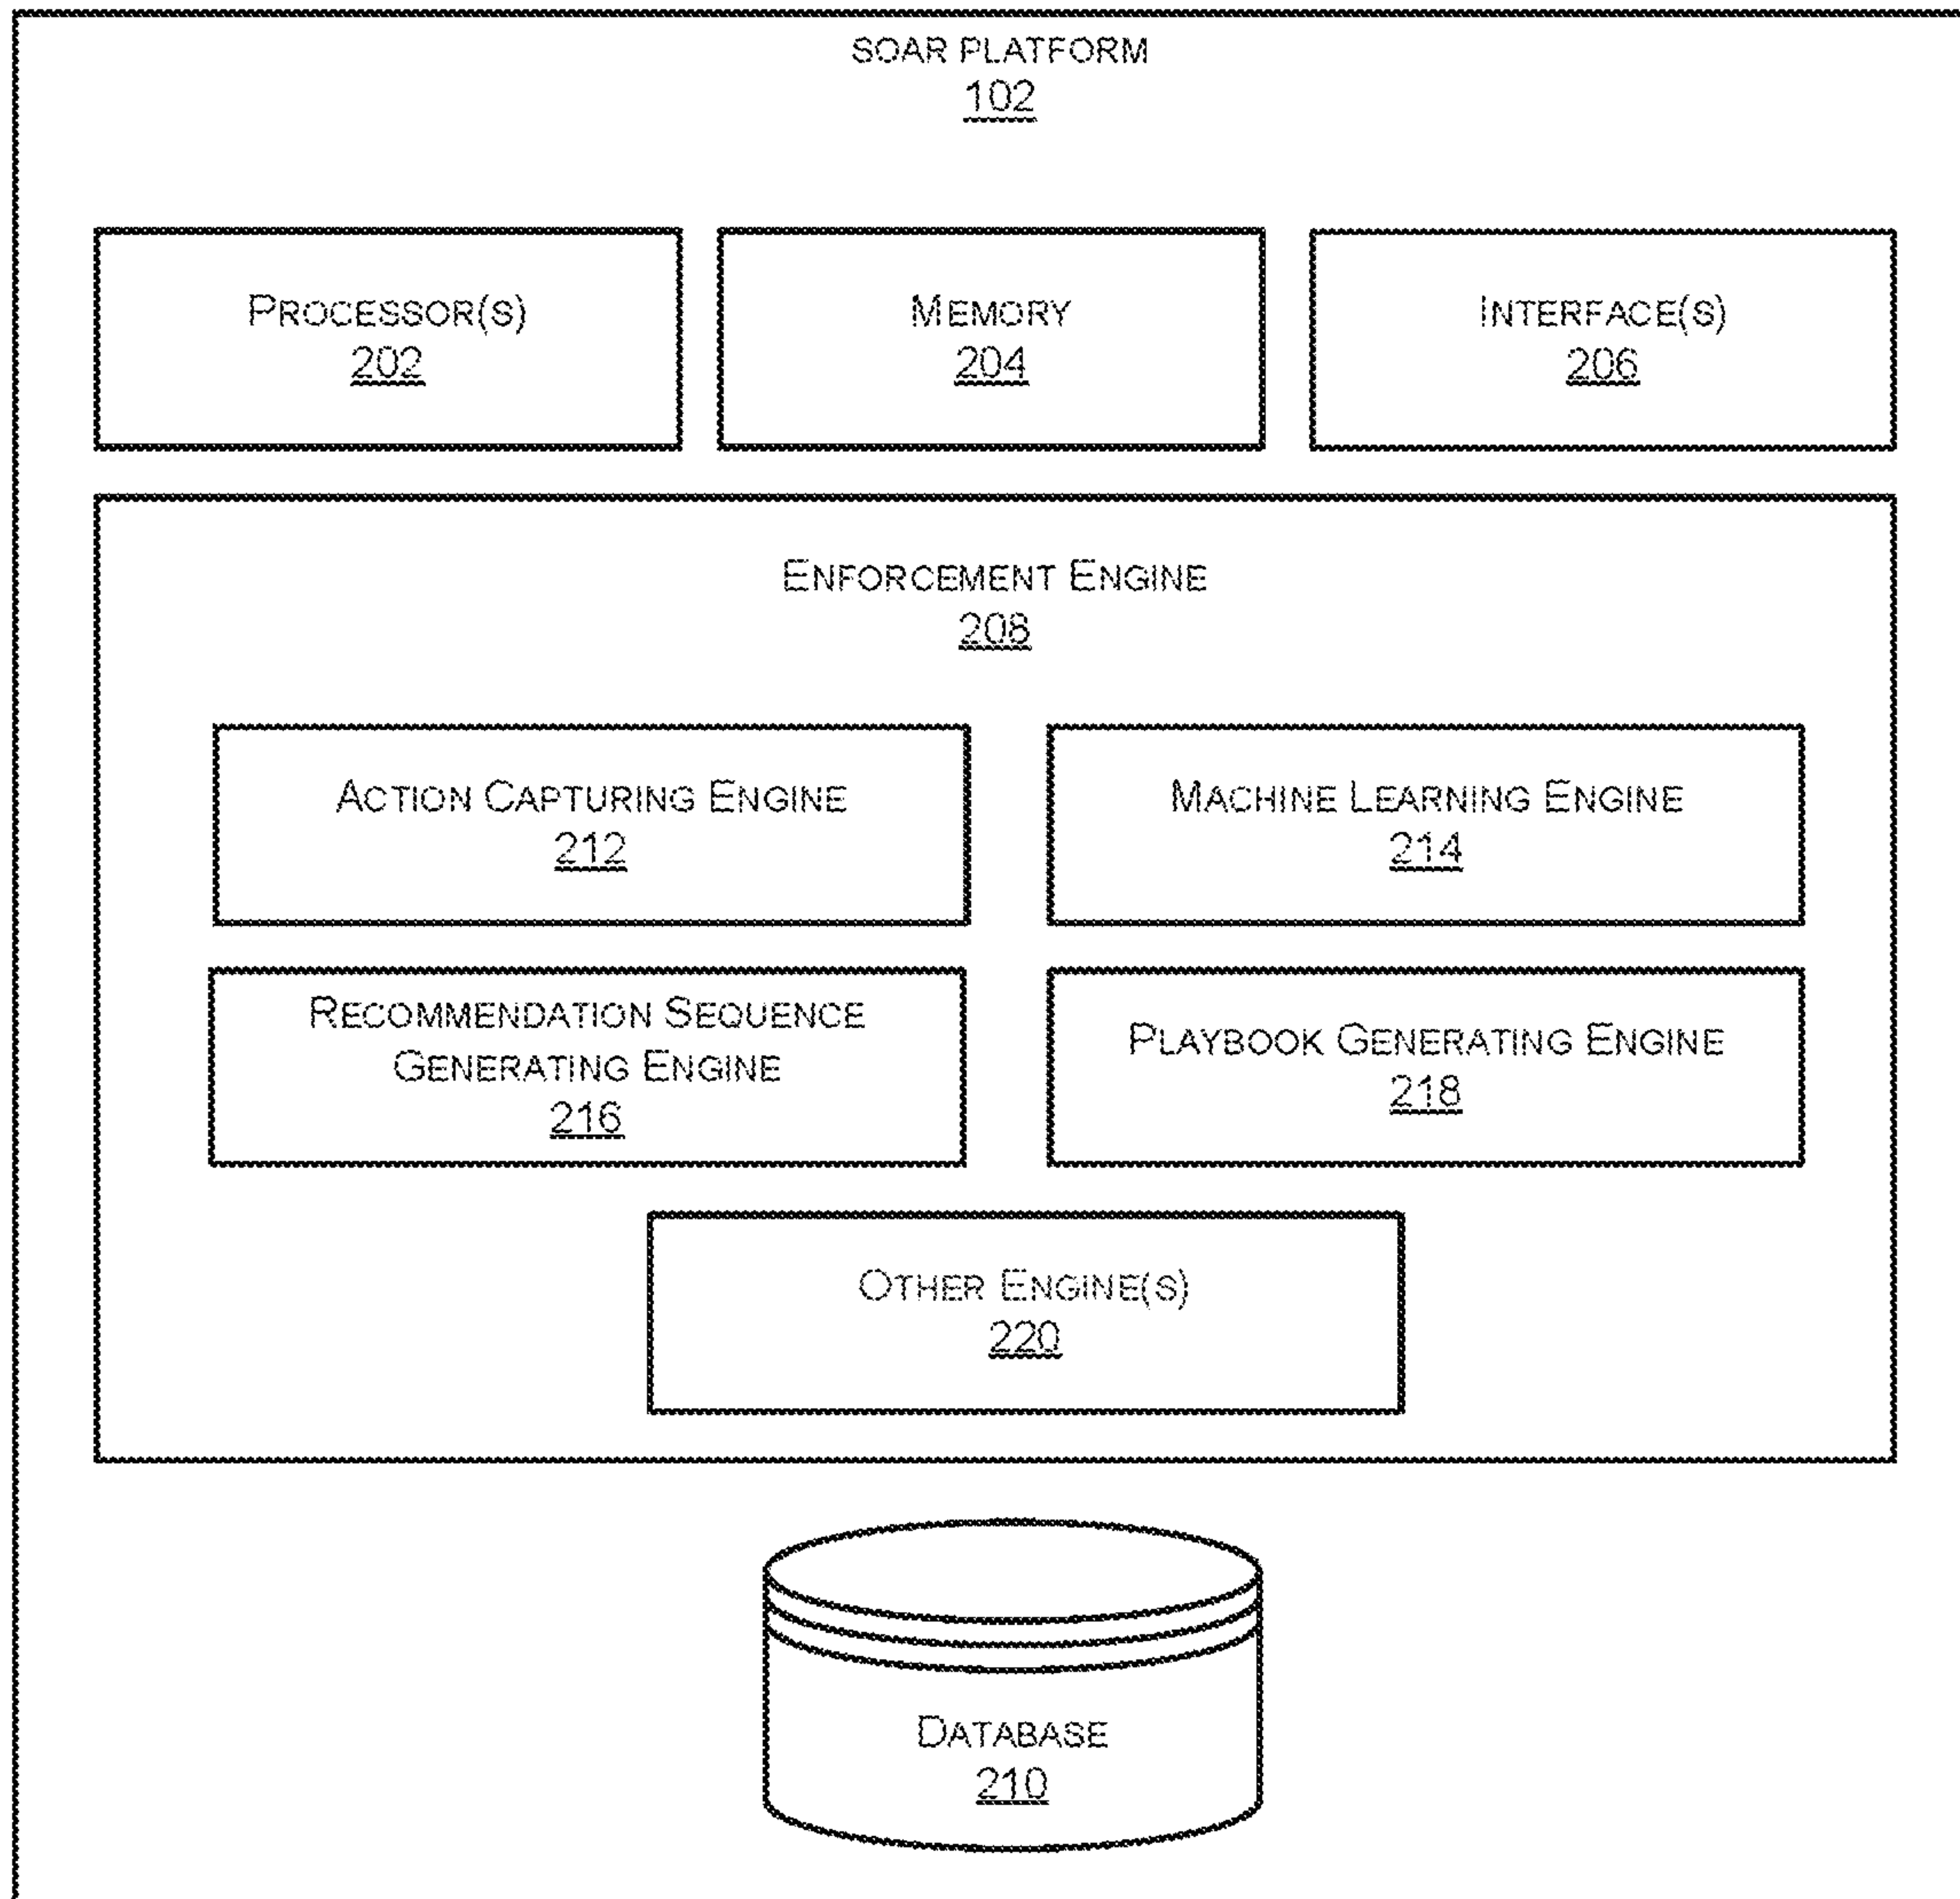 SOAR PLATFORM
102
PROCESSOR(S)
202
MEMORY
204
INTERFACE(S)
206
ENFORCEMENT ENGINE
208
ACTION CAPTURING ENGINE
212
MACHINE LEARNING ENGINE
214
RECOMMENDATION SEQUENCE
GENERATING ENGINE
216
PLAYBOOK GENERATING ENGINE
218
OTHER ENGINE(S)
220
DATABASE
210